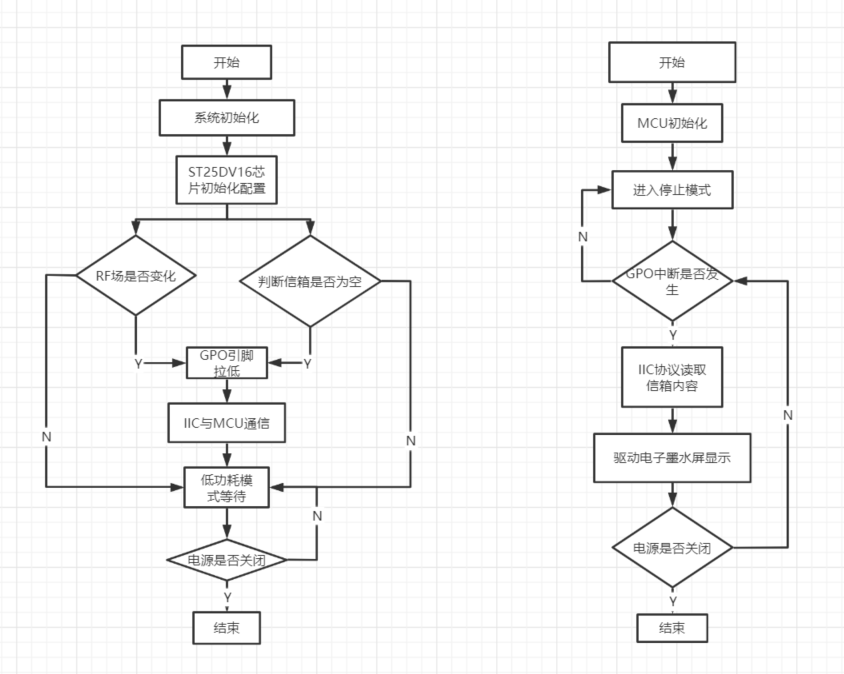 开始
系统初始化
ST25DV16芯
片初始化配置
RF场是否变化
判断信箱是否为空
Y
Y
GPO引脚
拉低
IIC与MCU通信
N
N
低功耗模
式等待
N
电源是否关闭
Y
结束
开始
MCU初始化
进入停止模式
N
GPO中断是否发
生
Y
IIC协议读取
信箱内容
N
驱动电子墨水屏显示
电源是否关闭
Y
结束